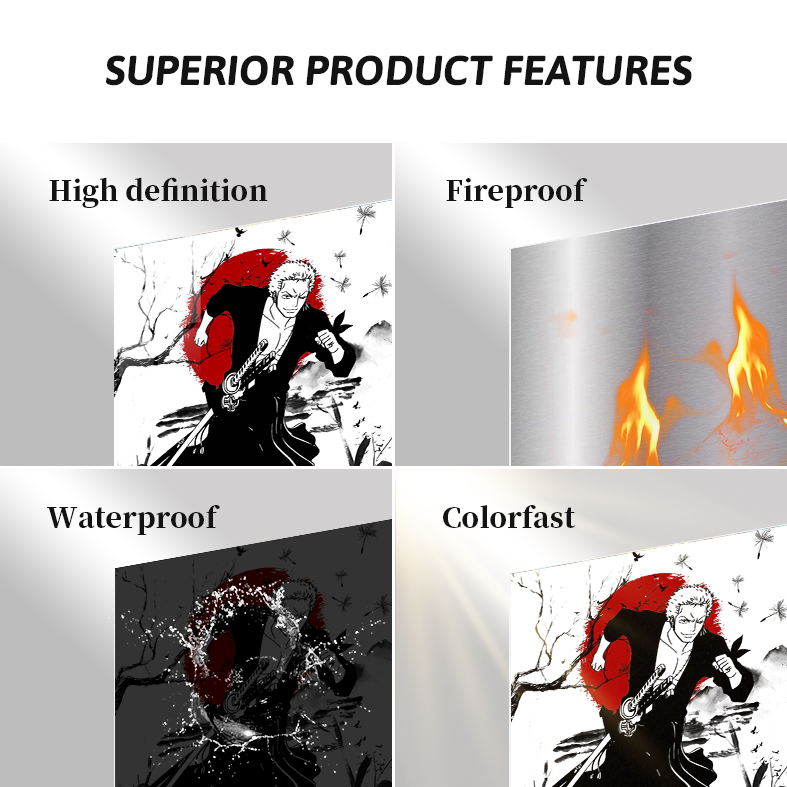 SUPERIOR PRODUCT FEATURES
High definition
Fireproof
Waterproof
Colorfast